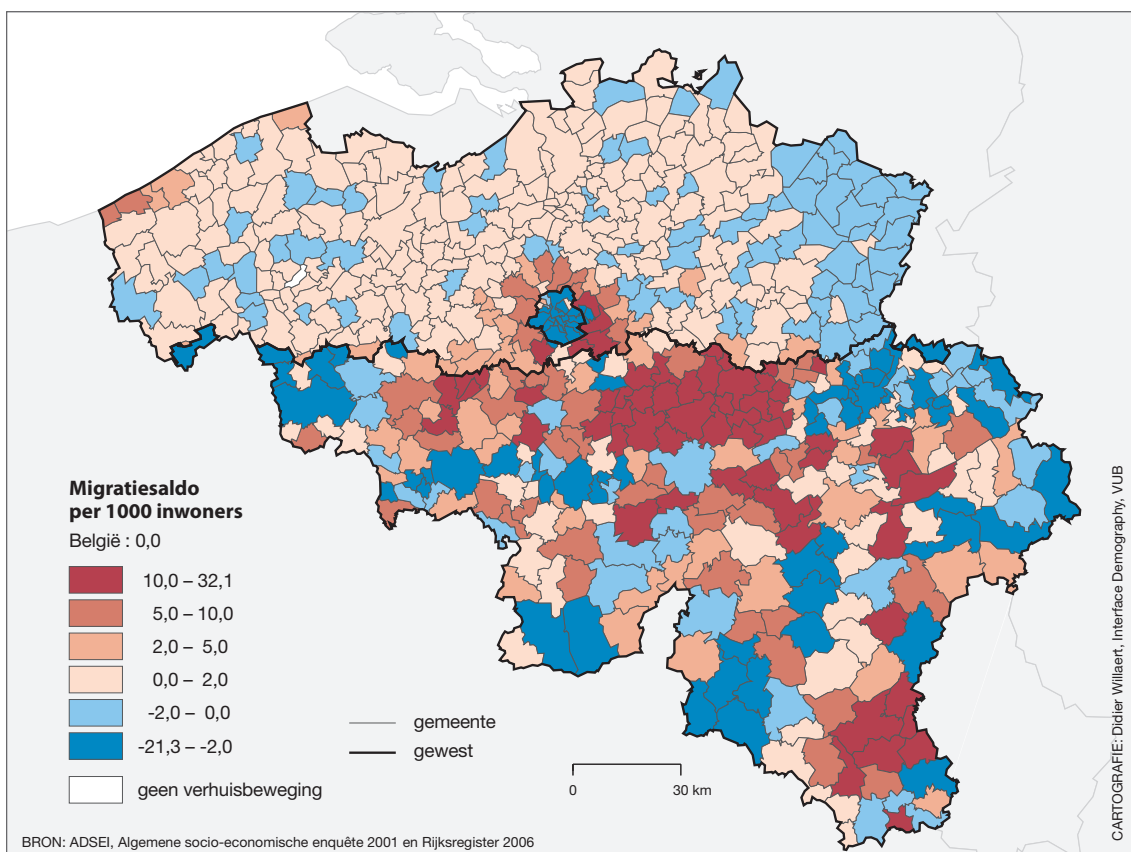 Migratiesaldo
per 1000 inwoners
België : 0,0
10,0 – 32,1
5,0 – 10,0
2,0 – 5,0
0,0 – 2,0
-2,0 – 0,0
-21,3 – -2,0
geen verhuisbeweging
gemeente
gewest
0 30 km
BRON: ADSEI, Algemene socio-economische enquête 2001 en Rijksregister 2006
CARTOGRAFIE: Didier Willaert, Interface Demography, VUB